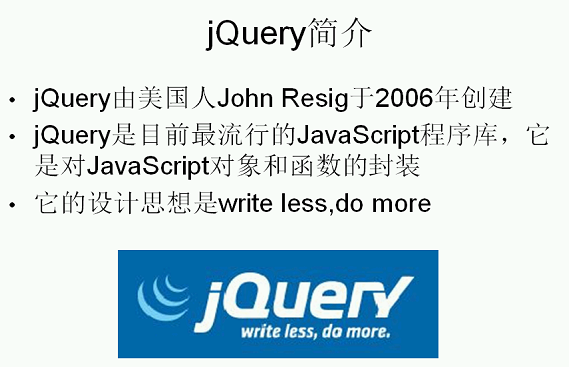 jQuery简介
• jQuery由美国人John Resig于2006年创建
• jQuery是目前最流行的JavaScript程序库，它
是对JavaScript对象和函数的封装
• 它的设计思想是write less,do more
jQuery
write less, do more.